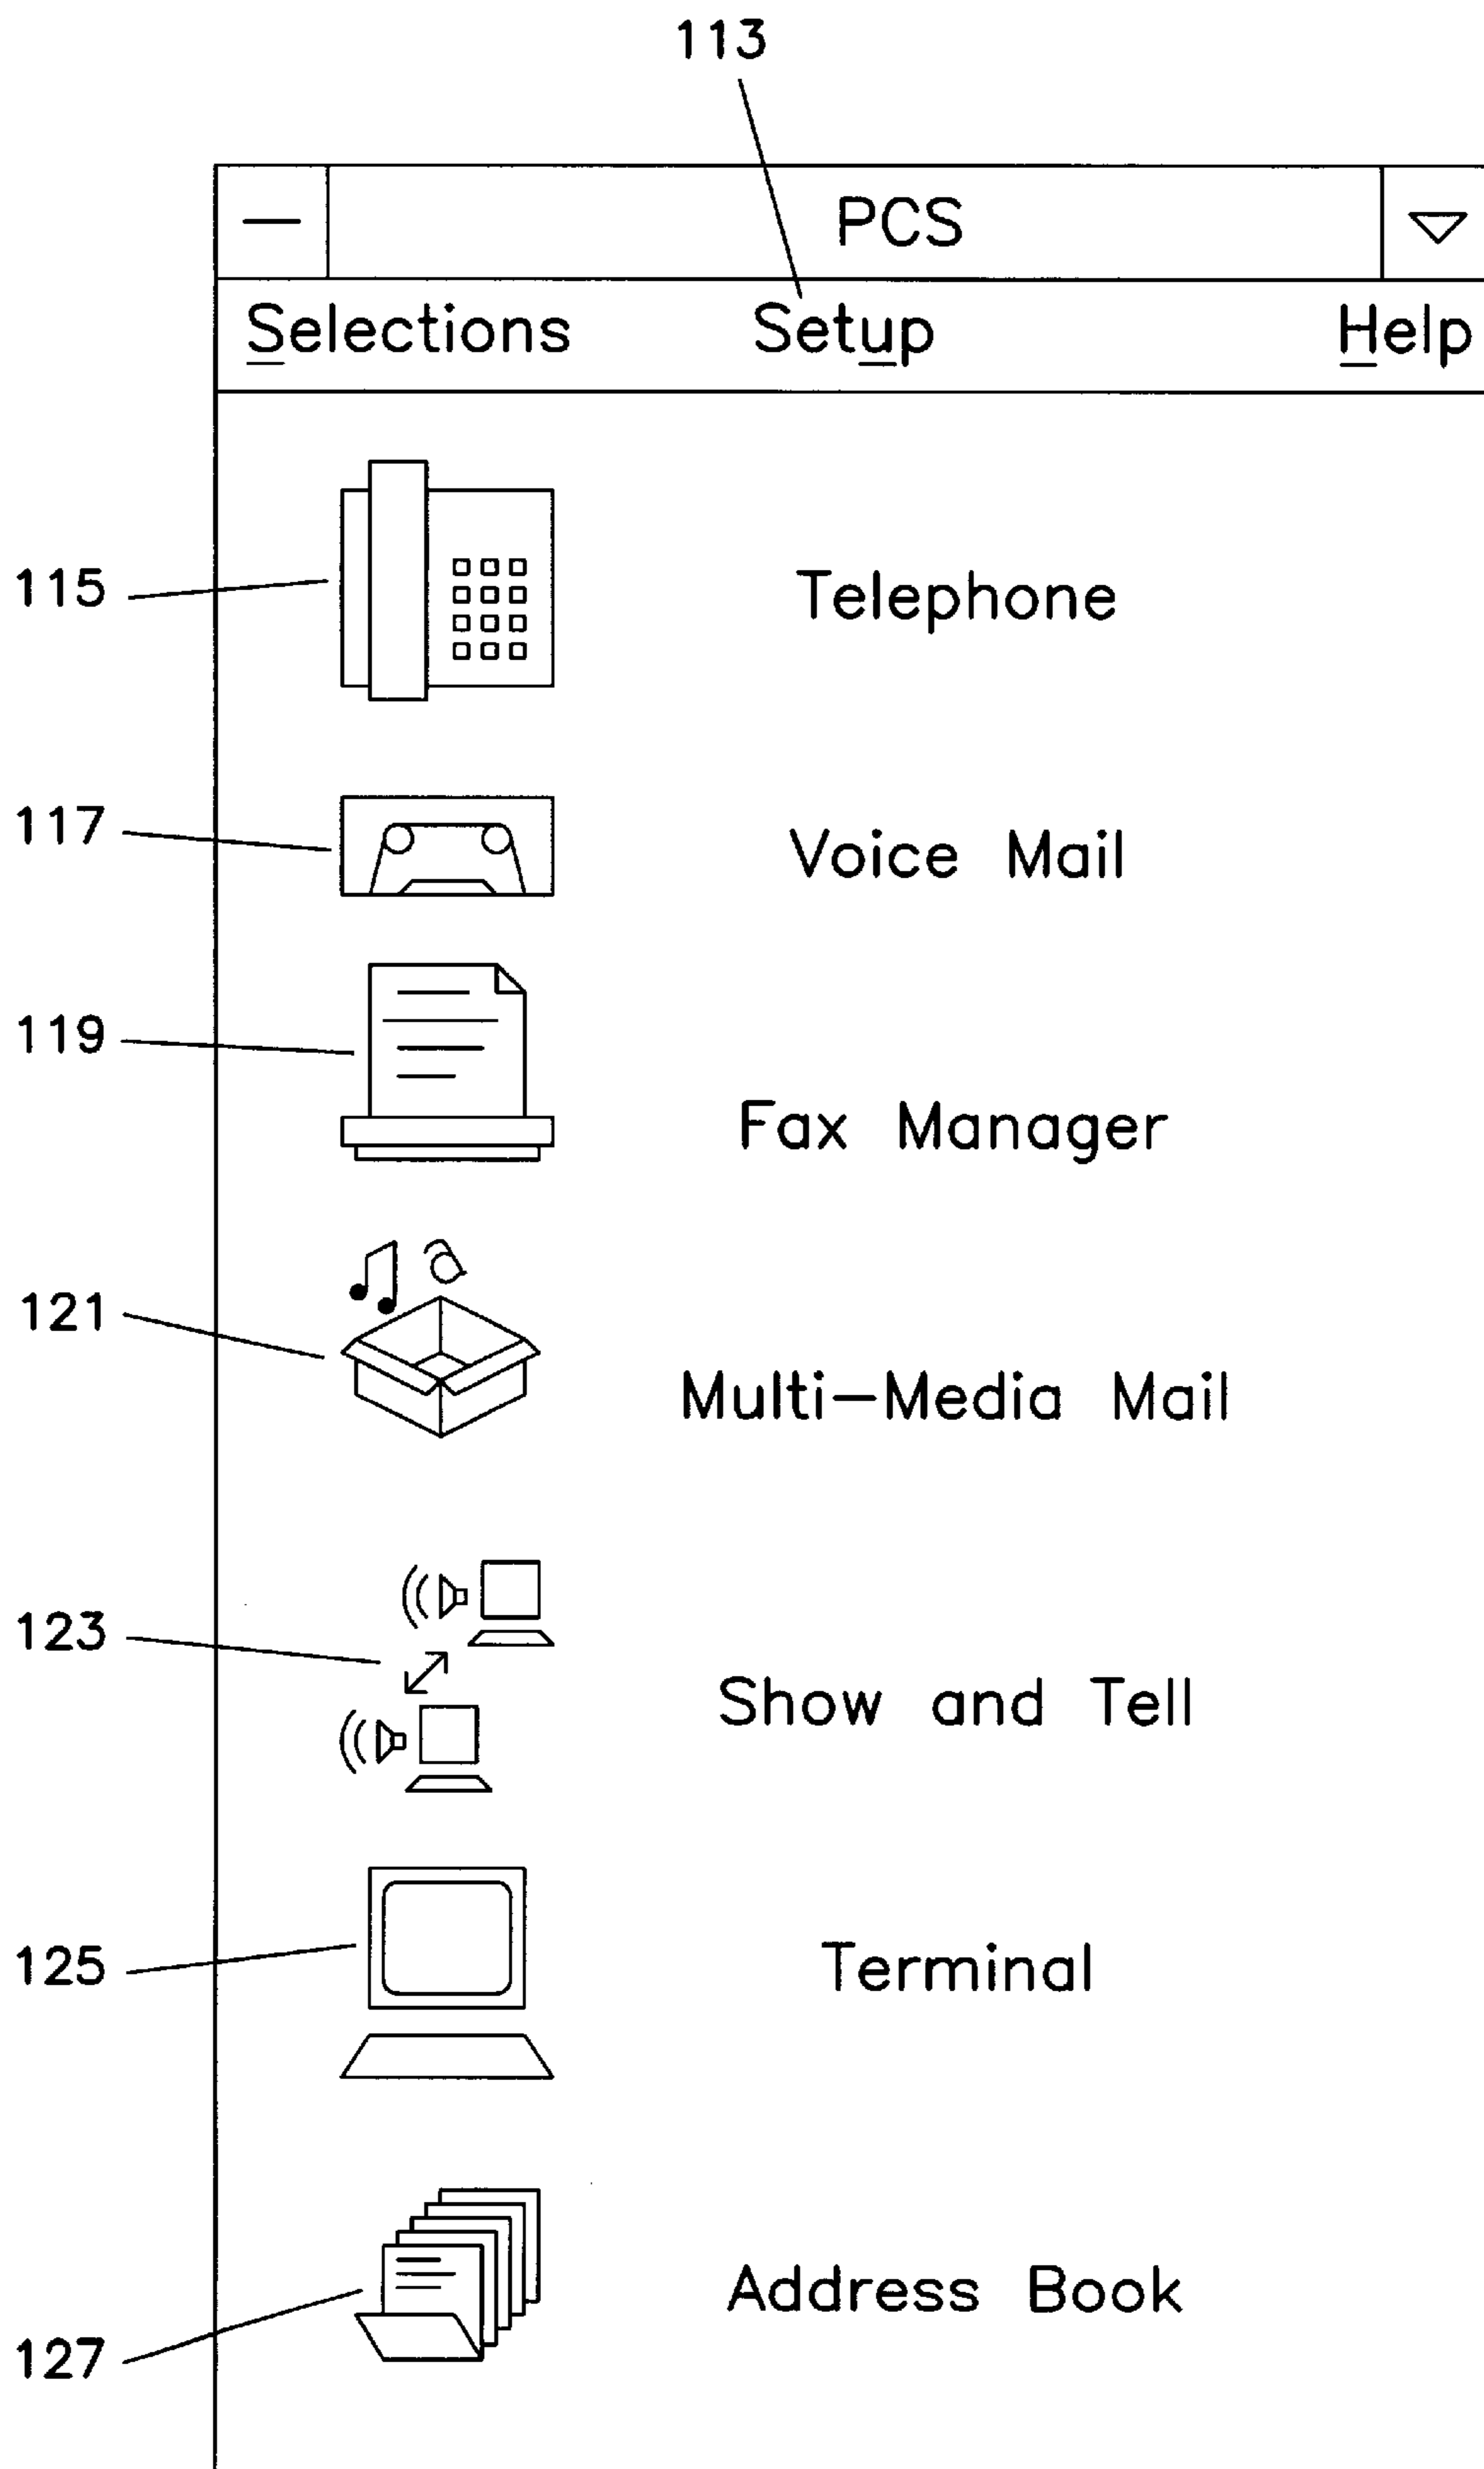 113
PCS
Selections Setup Help
115 Telephone
117 Voice Mail
119 Fax Manager
121 Multi-Media Mail
123 Show and Tell
125 Terminal
127 Address Book